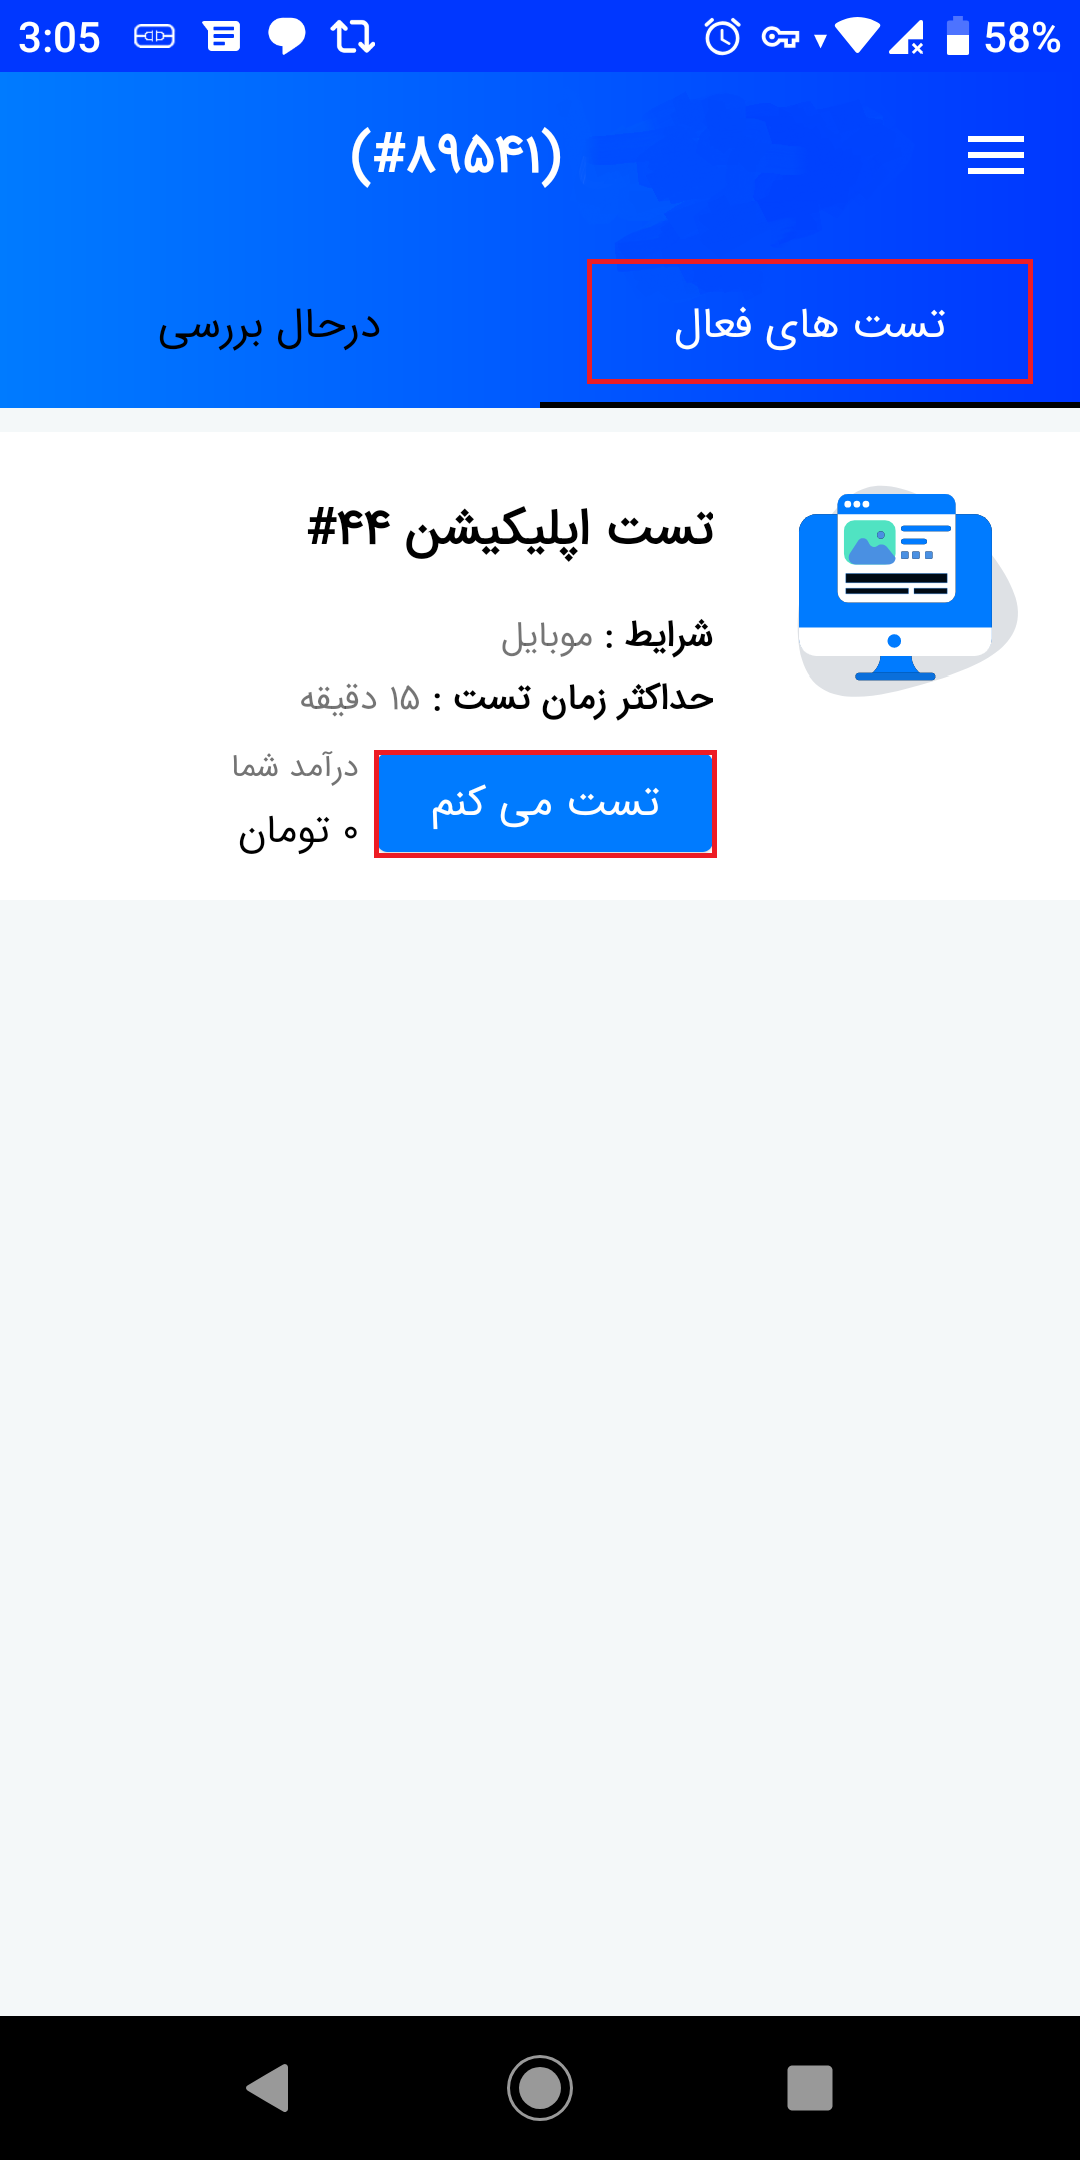 3:05 58%
(#۸۹۵۴۱)
تست های فعال
درحال بررسی
تست اپلیکیشن ۴۴#
شرایط : موبایل
حداکثر زمان تست : ۱۵ دقیقه
تست می کنم
درآمد شما
۰ تومان